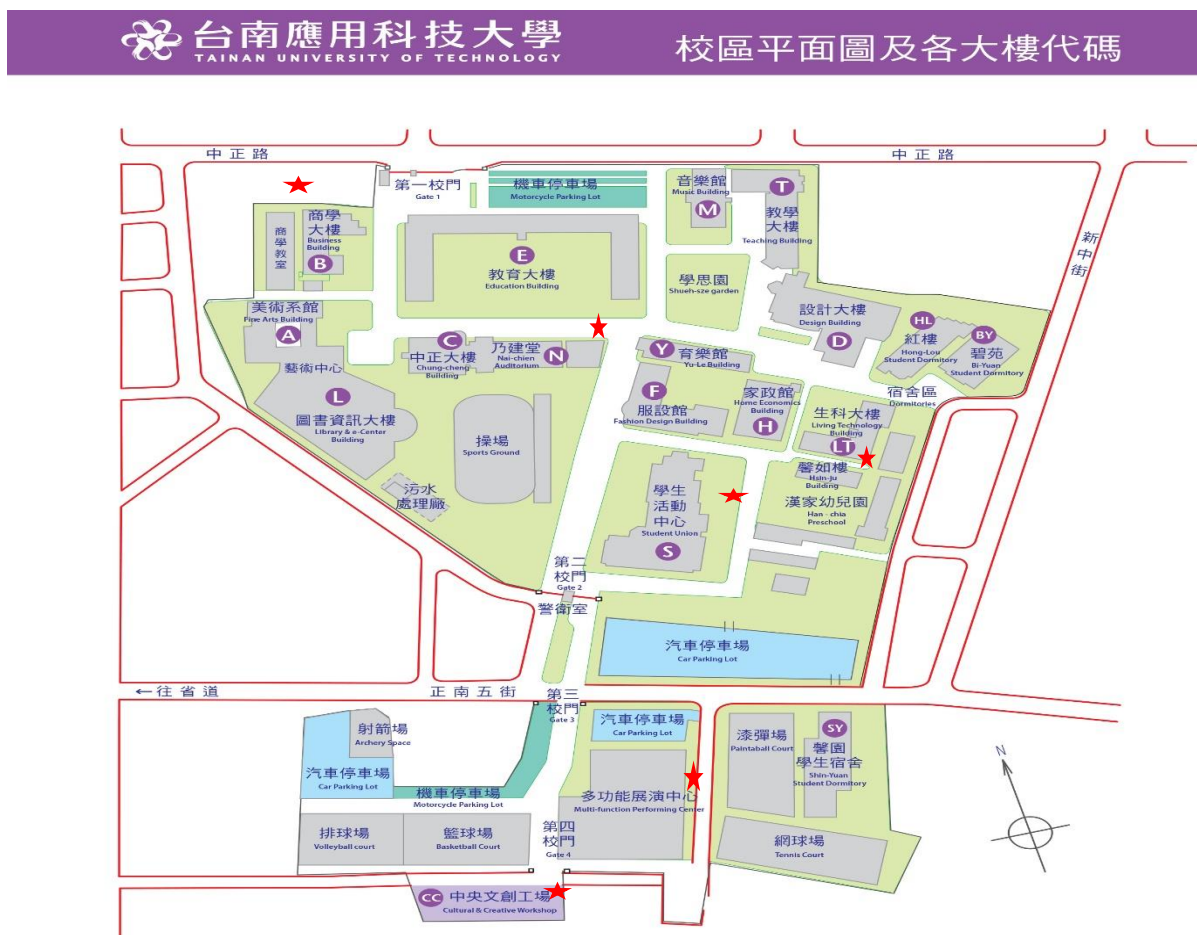 台南應用科技大學
TAINAN UNIVERSITY OF TECHNOLOGY
校區平面圖及各大樓代碼
中正路
中正路
第一校門
Gate 1
機車停車場
Motorcycle Parking Lot
音樂館
Music Building
M
T
教學
大樓
Teaching Building
新中街
商學
大樓
Business
Building
B
商學教室
E
教育大樓
Education Building
學思園
Shueh-sze garden
美術系館
Fine Arts Building
A
藝術中心
C
中正大樓
Chung-cheng
Building
乃建堂
Nai-chien
Auditorium
N
設計大樓
Design Building
D
HL
紅樓
Hong-Lou
Student Dormitory
BY
碧苑
Bi-Yuan
Student Dormitory
宿舍區
Dormitories
Y
育樂館
Yu-Le Building
F
服設館
Fashion Design Building
家政館
Home Economics
Building
H
生科大樓
Living Technology
Building
LT
L
圖書資訊大樓
Library & e-Center
Building
操場
Sports Ground
馨如樓
Hsin-ju
Building
漢家幼兒園
Han - chia
Preschool
污水
處理廠
學生
活動
中心
Student Union
S
第二
校門
Gate 2
警衛室
汽車停車場
Car Parking Lot
←往省道
正南五街
第三
校門
Gate 3
汽車停車場
Car Parking Lot
射箭場
Archery Space
汽車停車場
Car Parking Lot
機車停車場
Motorcycle Parking Lot
多功能展演中心
Multi-function Performing Center
漆彈場
Paintaball Court
SY
馨園
學生宿舍
Shin-Yuan
Student Dormitory
N
排球場
Volleyball court
籃球場
Basketball Court
第四
校門
Gate 4
網球場
Tennis Court
CC
中央文創工場
Cultural & Creative Workshop